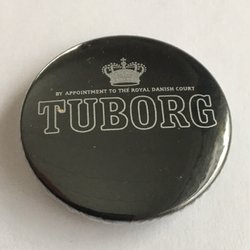 BY APPOINTMENT TO THE ROYAL DANISH COURT
TUBORG